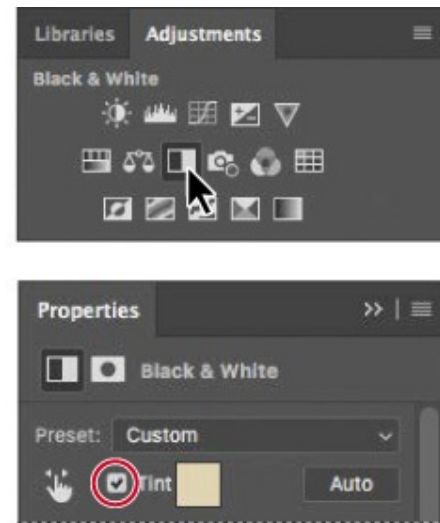 Libraries Adjustments
Black & White
Properties
Black & White
Preset: Custom
Tint Auto